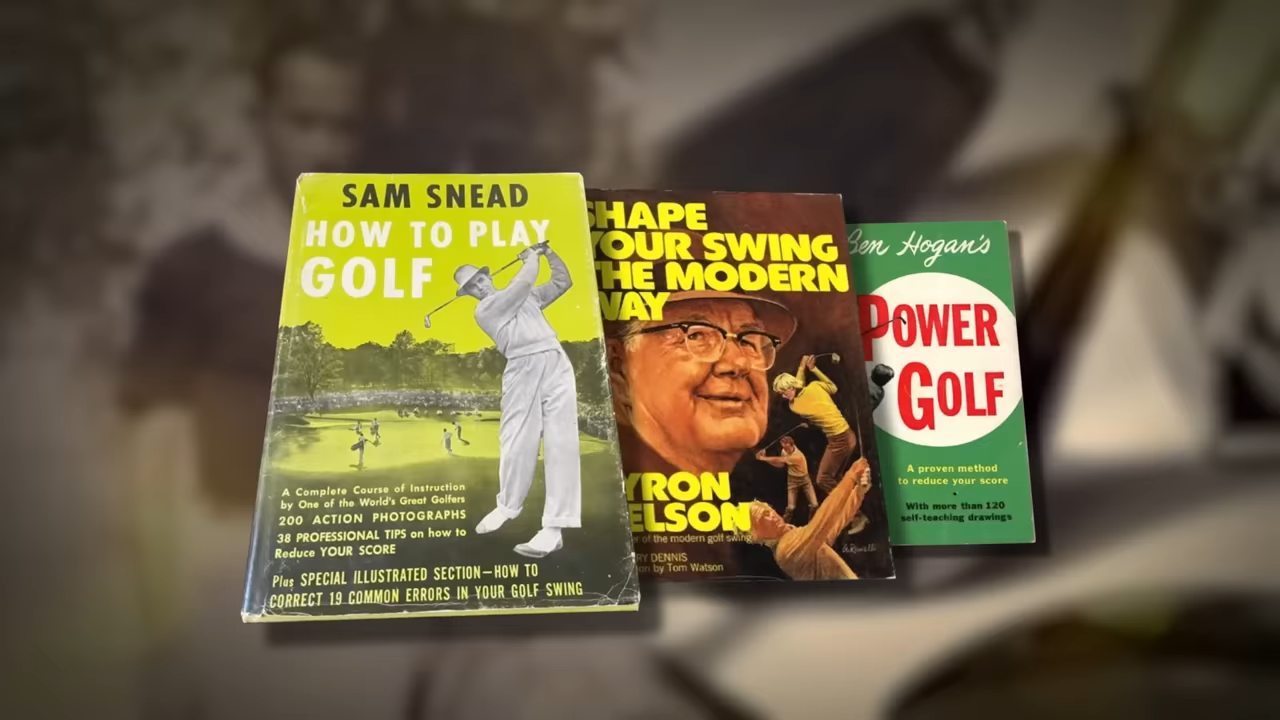 SAM SNEAD
HOW TO PLAY
GOLF
A Complete Course of Instruction
by One of the World's Great Golfers
200 ACTION PHOTOGRAPHS
38 PROFESSIONAL TIPS on how to
Reduce YOUR SCORE
Plus SPECIAL ILLUSTRATED SECTION—HOW TO
CORRECT 19 COMMON ERRORS IN YOUR GOLF SWING
SHAPE
YOUR SWING
THE MODERN
WAY
YRON
ELSON
er of the modern golf swing
RY DENNIS
on by Tom Watson
Ben Hogan's
POWER
GOLF
A proven method
to reduce your score
With more than 120
self-teaching drawings